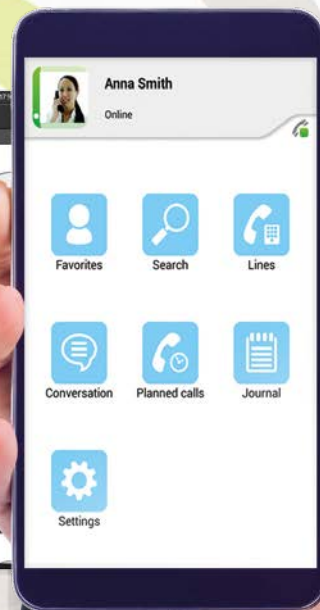 Anna Smith
Online
Favorites
Search
Lines
Conversation
Planned calls
Journal
Settings